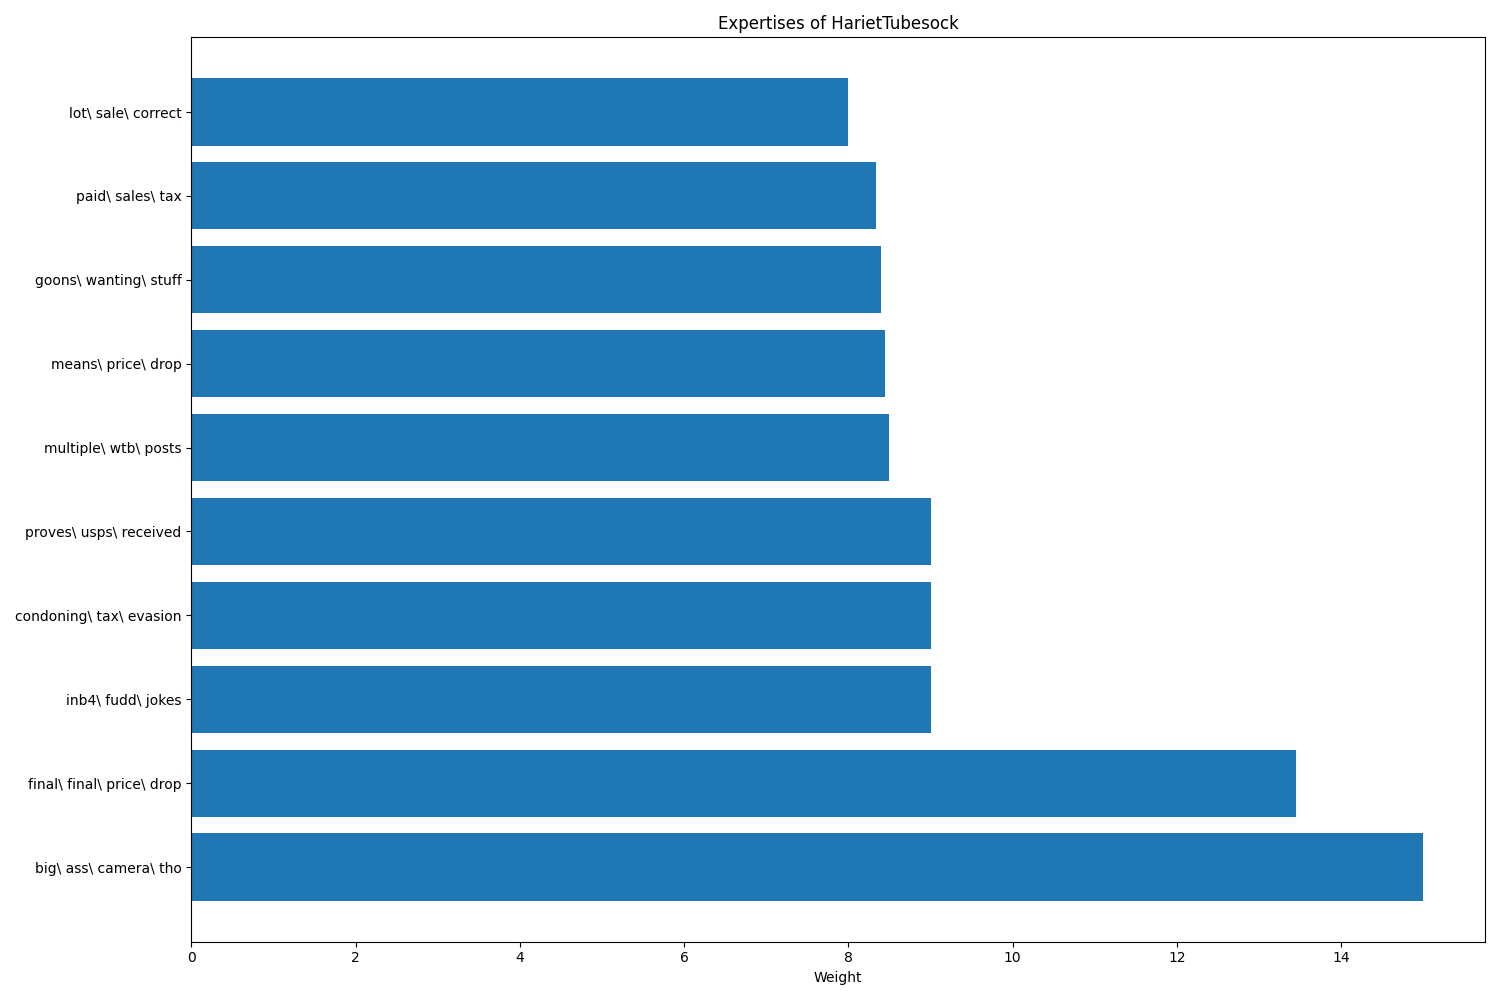 Expertises of HarietTubesock
lot\ sale\ correct
paid\ sales\ tax
goons\ wanting\ stuff
means\ price\ drop
multiple\ wtb\ posts
proves\ usps\ received
condoning\ tax\ evasion
inb4\ fudd\ jokes
final\ final\ price\ drop
big\ ass\ camera\ tho
0 2 4 6 8 10 12 14
Weight